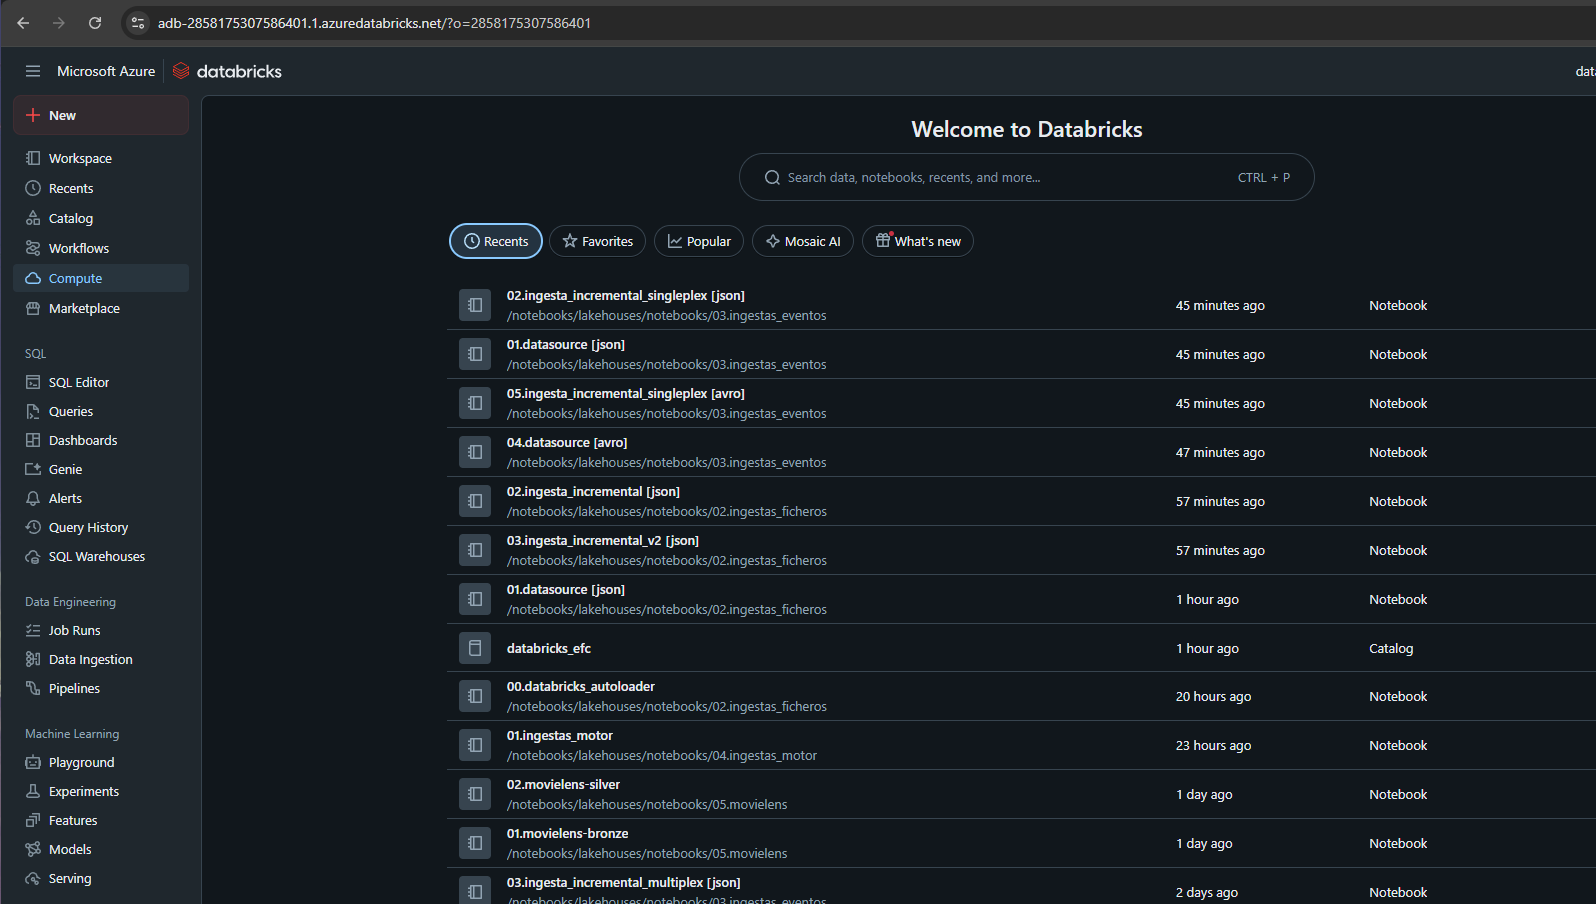 adb-2858175307586401.1.azuredatabricks.net/?o=2858175307586401
Microsoft Azure
databricks
New
Workspace
Recents
Catalog
Workflows
Compute
Marketplace
SQL
SQL Editor
Queries
Dashboards
Genie
Alerts
Query History
SQL Warehouses
Data Engineering
Job Runs
Data Ingestion
Pipelines
Machine Learning
Playground
Experiments
Features
Models
Serving
Welcome to Databricks
Search data, notebooks, recents, and more... CTRL + P
Recents Favorites Popular Mosaic AI What's new
02.ingesta_incremental_singleplex [json]
/notebooks/lakehouses/notebooks/03.ingestas_eventos
45 minutes ago Notebook
01.datasource [json]
/notebooks/lakehouses/notebooks/03.ingestas_eventos
45 minutes ago Notebook
05.ingesta_incremental_singleplex [avro]
/notebooks/lakehouses/notebooks/03.ingestas_eventos
45 minutes ago Notebook
04.datasource [avro]
/notebooks/lakehouses/notebooks/03.ingestas_eventos
47 minutes ago Notebook
02.ingesta_incremental [json]
/notebooks/lakehouses/notebooks/02.ingestas_ficheros
57 minutes ago Notebook
03.ingesta_incremental_v2 [json]
/notebooks/lakehouses/notebooks/02.ingestas_ficheros
57 minutes ago Notebook
01.datasource [json]
/notebooks/lakehouses/notebooks/02.ingestas_ficheros
1 hour ago Notebook
databricks_efc
1 hour ago Catalog
00.databricks_autoloader
/notebooks/lakehouses/notebooks/02.ingestas_ficheros
20 hours ago Notebook
01.ingestas_motor
/notebooks/lakehouses/notebooks/04.ingestas_motor
23 hours ago Notebook
02.movielens-silver
/notebooks/lakehouses/notebooks/05.movielens
1 day ago Notebook
01.movielens-bronze
/notebooks/lakehouses/notebooks/05.movielens
1 day ago Notebook
03.ingesta_incremental_multiplex [json]
/notebooks/lakehouses/notebooks/03.ingestas_eventos
2 days ago Notebook